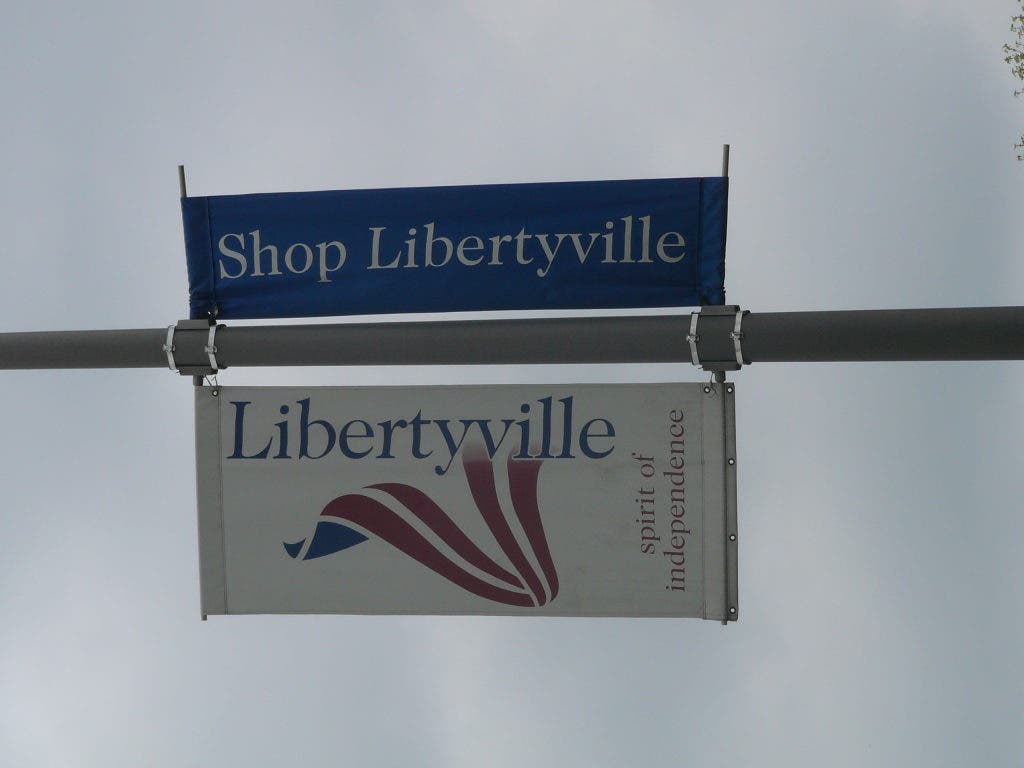 Shop Libertyville
Libertyville
spirit of
independence